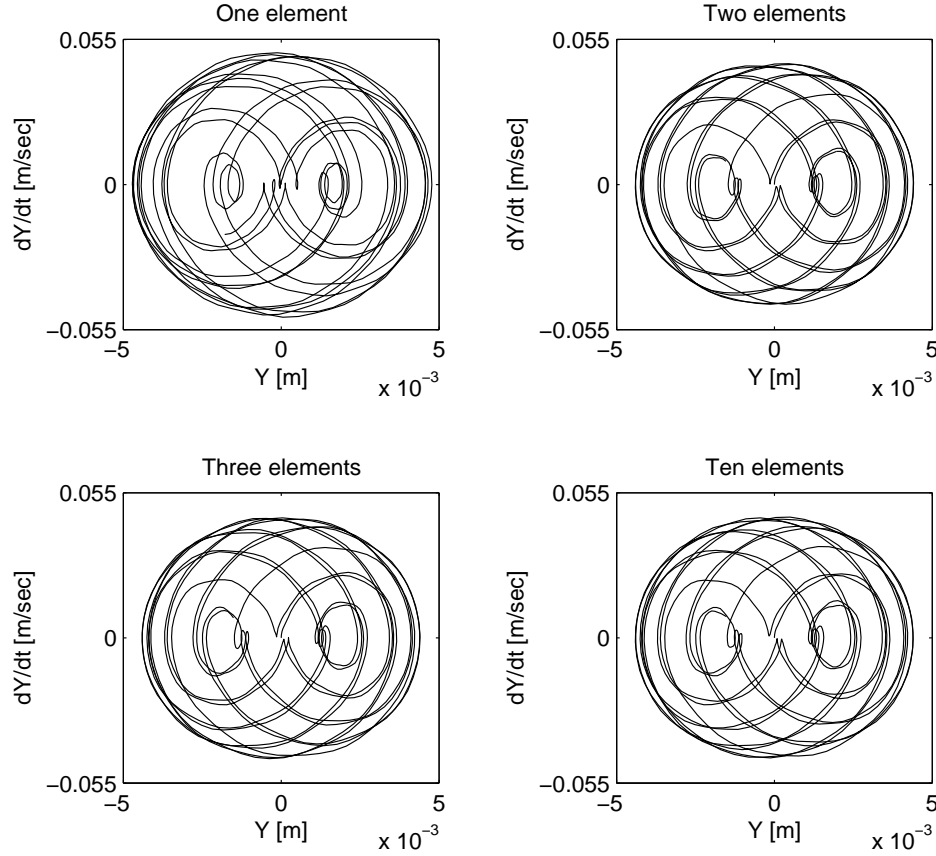 One element
Two elements
0.055
0
−0.055
dY/dt [m/sec]
−5
0
5
Y [m]
x 10⁻³
0.055
0
−0.055
dY/dt [m/sec]
−5
0
5
Y [m]
x 10⁻³
Three elements
Ten elements
0.055
0
−0.055
dY/dt [m/sec]
−5
0
5
Y [m]
x 10⁻³
0.055
0
−0.055
dY/dt [m/sec]
−5
0
5
Y [m]
x 10⁻³